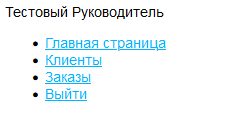 Тестовый Руководитель
Главная страница
Клиенты
Заказы
Выйти